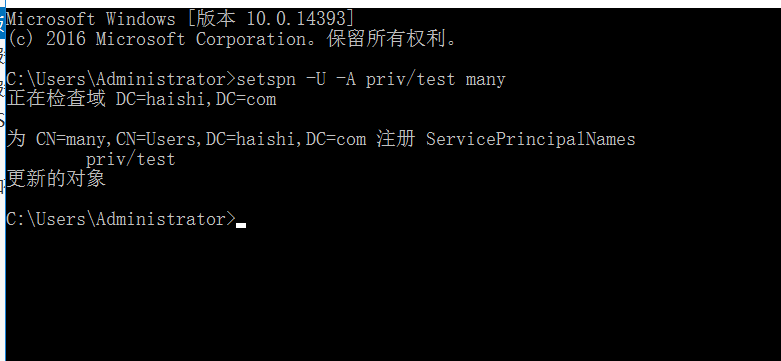 Microsoft Windows [版本 10.0.14393]
(c) 2016 Microsoft Corporation。保留所有权利。
C:\Users\Administrator>setspn -U -A priv/test many
正在检查域 DC=haishi,DC=com
为 CN=many,CN=Users,DC=haishi,DC=com 注册 ServicePrincipalNames
priv/test
更新的对象
C:\Users\Administrator>